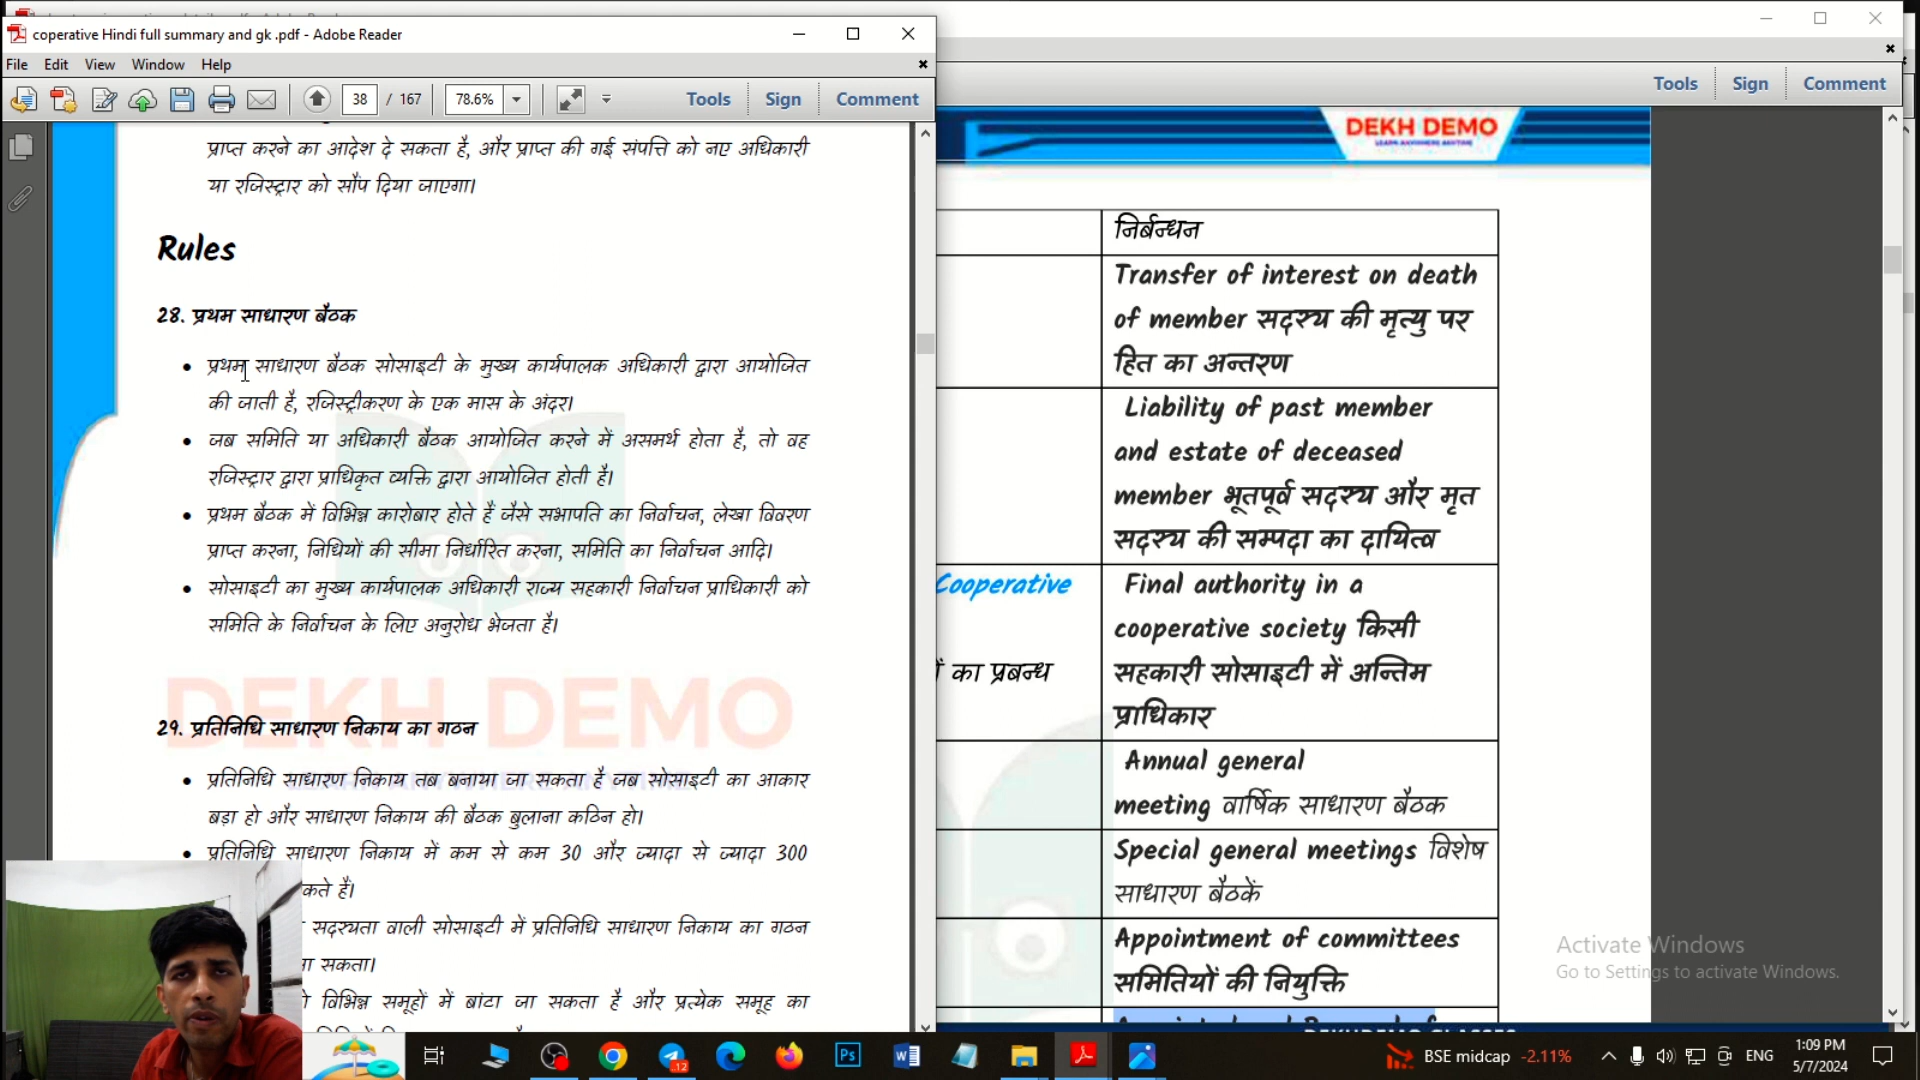 coperative Hindi full summary and gk .pdf - Adobe Reader
File Edit View Window Help
38 / 167 78.6% Tools Sign Comment
प्राप्त करने का आदेश दे सकता है, और प्राप्त की गई संपत्ति को नए अधिकारी
या रजिस्ट्रार को सौंप दिया जाएगा।
Rules
28. प्रथम साधारण बैठक
• प्रथम साधारण बैठक सोसाइटी के मुख्य कार्यपालक अधिकारी द्वारा आयोजित
की जाती है, रजिस्ट्रीकरण के एक मास के अंदर।
• जब समिति या अधिकारी बैठक आयोजित करने में असमर्थ होता है, तो वह
रजिस्ट्रार द्वारा प्राधिकृत व्यक्ति द्वारा आयोजित होती है।
• प्रथम बैठक में विभिन्न कारोबार होते हैं जैसे सभापति का निर्वाचन, लेखा विवरण
प्राप्त करना, निधियों की सीमा निर्धारित करना, समिति का निर्वाचन आदि।
• सोसाइटी का मुख्य कार्यपालक अधिकारी राज्य सहकारी निर्वाचन प्राधिकारी को
समिति के निर्वाचन के लिए अनुरोध भेजता है।
DEKH DEMO
29. प्रतिनिधि साधारण निकाय का गठन
• प्रतिनिधि साधारण निकाय तब बनाया जा सकता है जब सोसाइटी का आकार
बड़ा हो और साधारण निकाय की बैठक बुलाना कठिन हो।
• प्रतिनिधि साधारण निकाय में कम से कम 30 और ज्यादा से ज्यादा 300
कते हैं।
सदस्यता वाली सोसाइटी में प्रतिनिधि साधारण निकाय का गठन
सकता।
विभिन्न समूहों में बांटा जा सकता है और प्रत्येक समूह का
Tools Sign Comment
DEKH DEMO
LEARN ANYWHERE ANYTIME
निर्बन्धन
Transfer of interest on death
of member सदस्य की मृत्यु पर
हित का अन्तरण
Liability of past member
and estate of deceased
member भूतपूर्व सदस्य और मृत
सदस्य की सम्पदा का दायित्व
Cooperative
का प्रबन्ध
Final authority in a
cooperative society किसी
सहकारी सोसाइटी में अन्तिम
प्राधिकार
Annual general
meeting वार्षिक साधारण बैठक
Special general meetings विशेष
साधारण बैठकें
Appointment of committees
समितियों की नियुक्ति
Activate Windows
Go to Settings to activate Windows.
BSE midcap -2.11% ENG 1:09 PM
5/7/2024